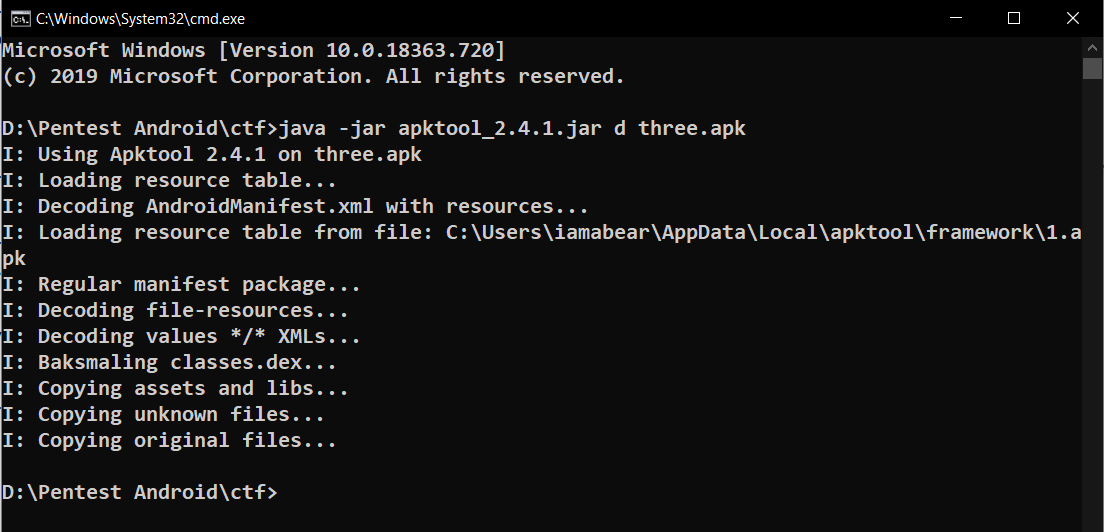 C:\Windows\System32\cmd.exe
Microsoft Windows [Version 10.0.18363.720]
(c) 2019 Microsoft Corporation. All rights reserved.
D:\Pentest Android\ctf>java -jar apktool_2.4.1.jar d three.apk
I: Using Apktool 2.4.1 on three.apk
I: Loading resource table...
I: Decoding AndroidManifest.xml with resources...
I: Loading resource table from file: C:\Users\iamabear\AppData\Local\apktool\framework\1.a
pk
I: Regular manifest package...
I: Decoding file-resources...
I: Decoding values */* XMLs...
I: Baksmaling classes.dex...
I: Copying assets and libs...
I: Copying unknown files...
I: Copying original files...
D:\Pentest Android\ctf>